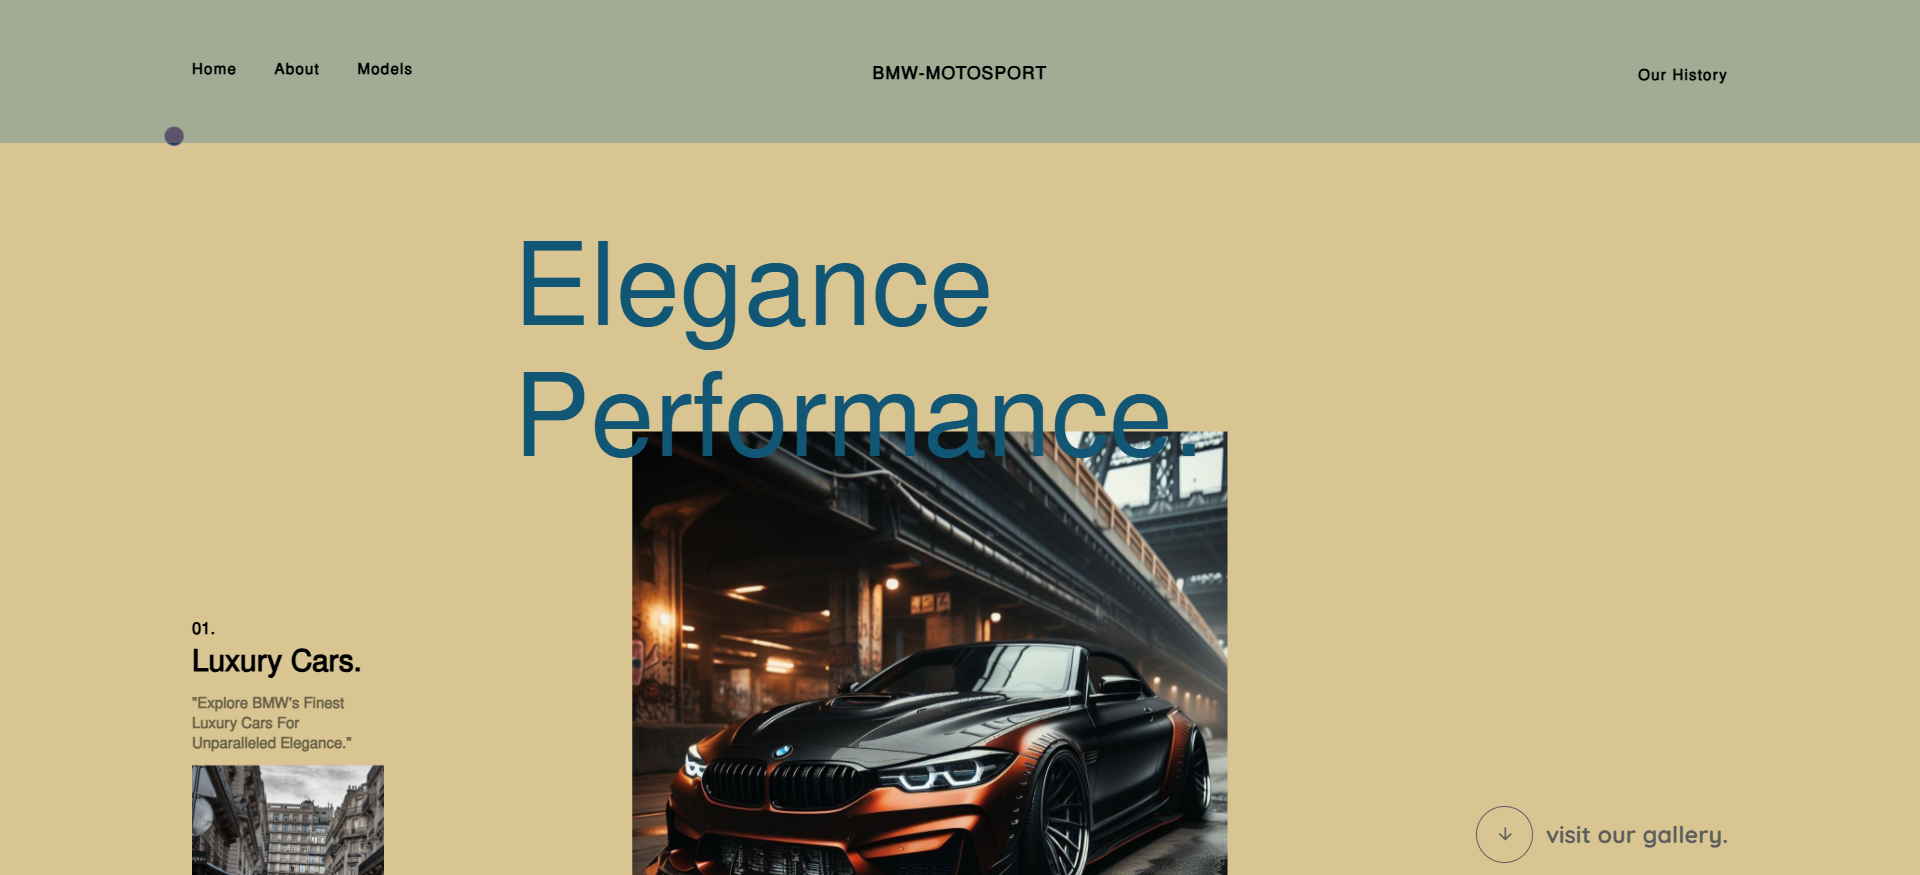 Home
About
Models
BMW-MOTOSPORT
Our History
Elegance
Performance.
01.
Luxury Cars.
"Explore BMW's Finest
Luxury Cars For
Unparalleled Elegance."
visit our gallery.